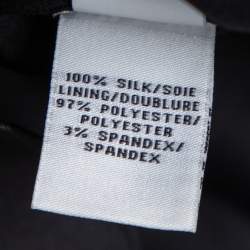 100% SILK/SOIE
LINING/DOUBLURE
97% POLYESTER/
POLYESTER
3% SPANDEX/
SPANDEX